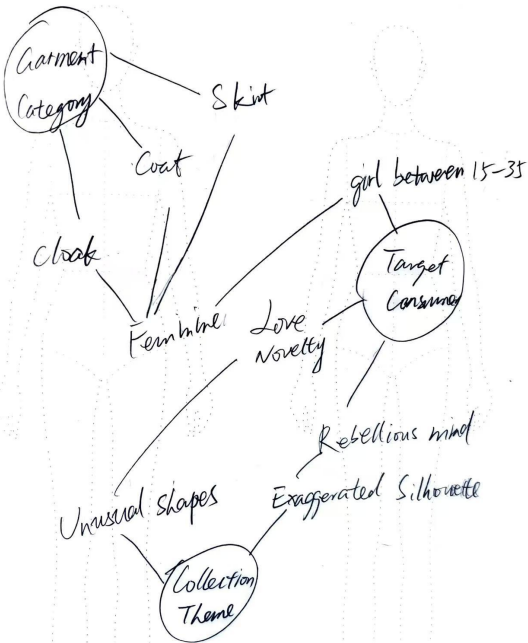 Garment
Category
Skirt
Coat
girl between 15-35
Cloak
Target
Consumer
Feminine
Love
Novelty
Rebellious mind
Exaggerated Silhouette
Unusual shapes
Collection
Theme